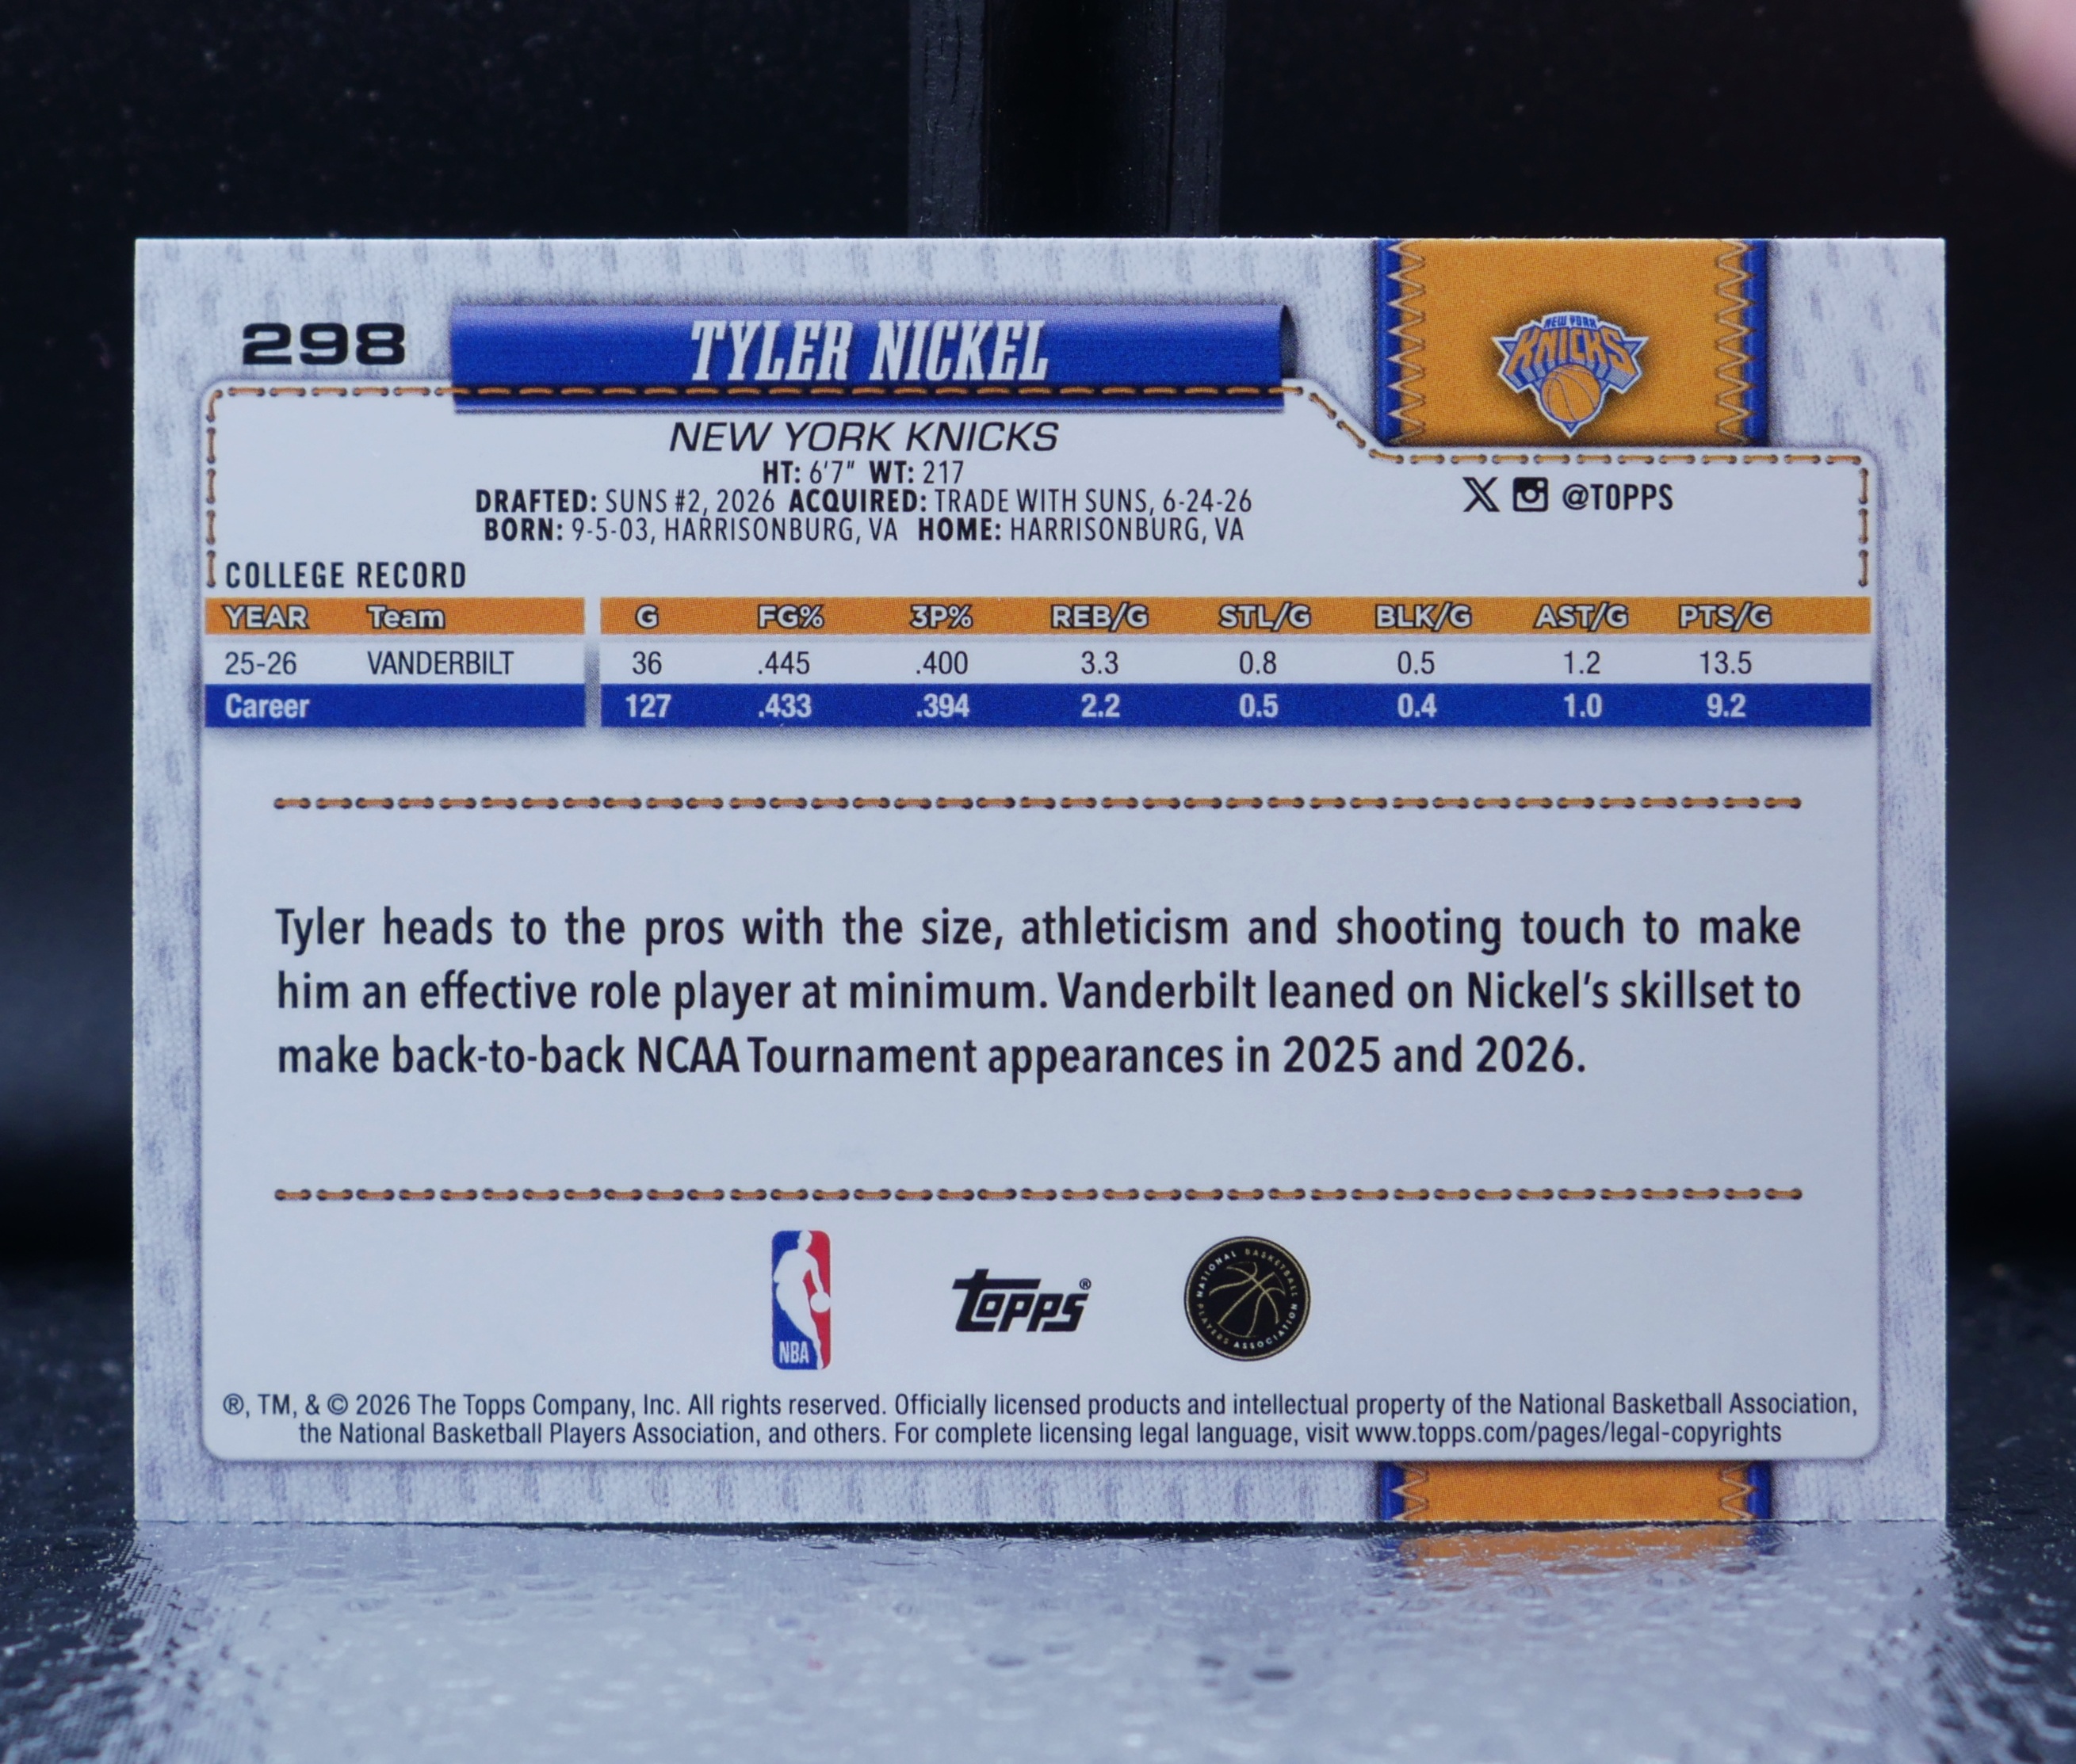 298
TYLER NICKEL
NEW YORK
KNICKS
NEW YORK KNICKS
HT: 6'7" WT: 217
DRAFTED: SUNS #2, 2026 ACQUIRED: TRADE WITH SUNS, 6-24-26
BORN: 9-5-03, HARRISONBURG, VA HOME: HARRISONBURG, VA
@TOPPS
COLLEGE RECORD
YEAR Team G FG% 3P% REB/G STL/G BLK/G AST/G PTS/G
25-26 VANDERBILT 36 .445 .400 3.3 0.8 0.5 1.2 13.5
Career 127 .433 .394 2.2 0.5 0.4 1.0 9.2
Tyler heads to the pros with the size, athleticism and shooting touch to make
him an effective role player at minimum. Vanderbilt leaned on Nickel's skillset to
make back-to-back NCAA Tournament appearances in 2025 and 2026.
NBA
Topps®
NATIONAL BASKETBALL
PLAYERS ASSOCIATION
®, TM, & © 2026 The Topps Company, Inc. All rights reserved. Officially licensed products and intellectual property of the National Basketball Association,
the National Basketball Players Association, and others. For complete licensing legal language, visit www.topps.com/pages/legal-copyrights